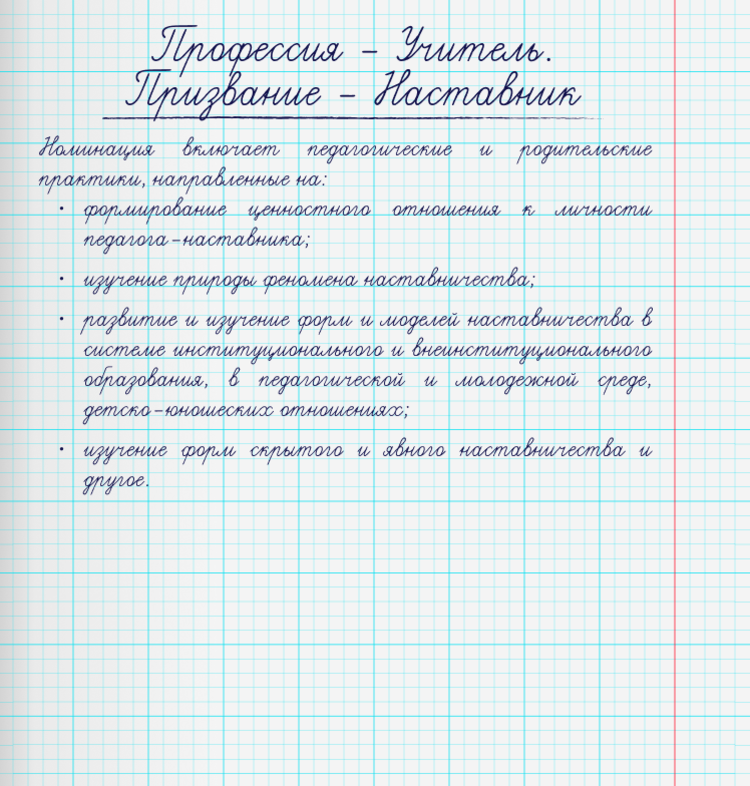 Профессия – Учитель.
Призвание – Наставник
Номинация включает педагогические и родительские
практики, направленные на:
• формирование ценностного отношения к личности
педагога-наставника;
• изучение природы феномена наставничества;
• развитие и изучение форм и моделей наставничества в
системе институционального и внеинституционального
образования, в педагогической и молодежной среде,
детско-юношеских отношениях;
• изучение форм скрытого и явного наставничества и
другое.